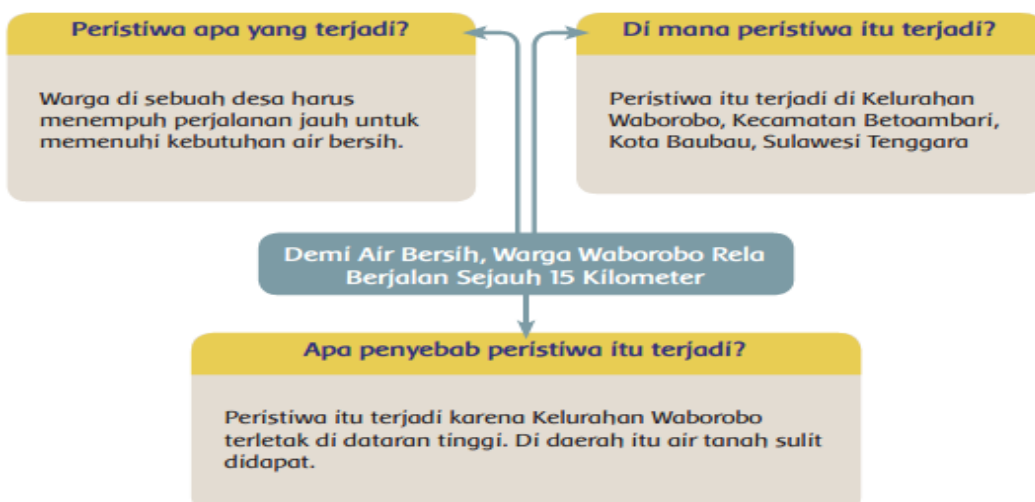 Peristiwa apa yang terjadi?
Warga di sebuah desa harus
menempuh perjalanan jauh untuk
memenuhi kebutuhan air bersih.
Di mana peristiwa itu terjadi?
Peristiwa itu terjadi di Kelurahan
Waborobo, Kecamatan Betoambari,
Kota Baubau, Sulawesi Tenggara
Demi Air Bersih, Warga Waborobo Rela
Berjalan Sejauh 15 Kilometer
Apa penyebab peristiwa itu terjadi?
Peristiwa itu terjadi karena Kelurahan Waborobo
terletak di dataran tinggi. Di daerah itu air tanah sulit
didapat.